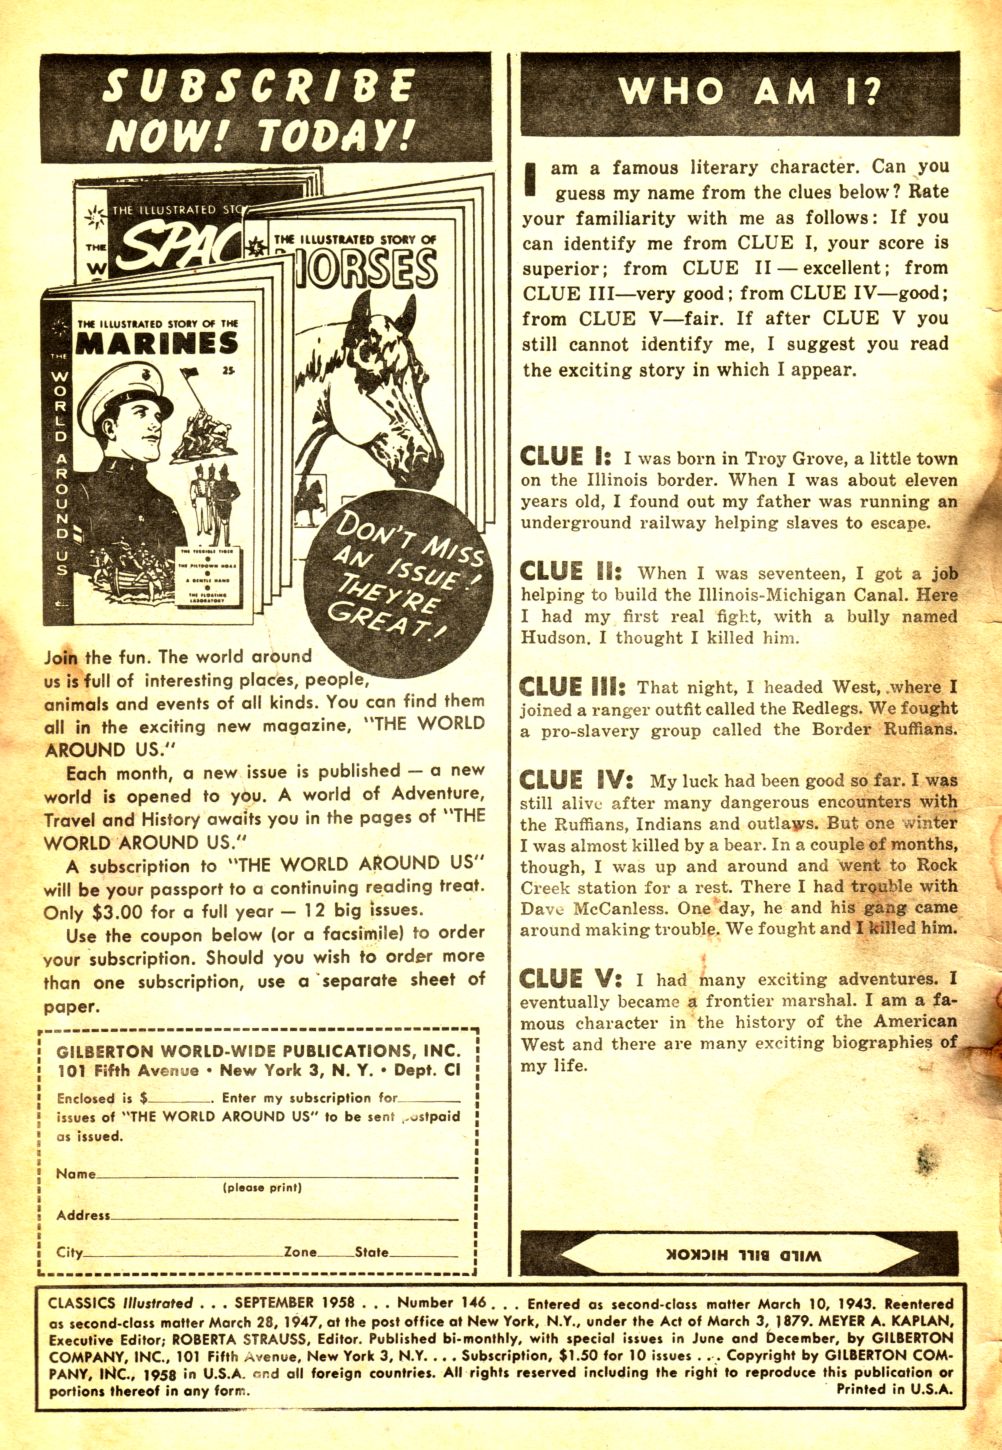 SUBSCRIBE
NOW! TODAY!
THE ILLUSTRATED
SPAC
THE
W
THE ILLUSTRATED STORY OF
HORSES
THE ILLUSTRATED STORY OF THE
MARINES
25¢
THE WORLD AROUND US
THE TERRIBLE TIGER
THE PILTDOWN HOAX
A GENTLE HAND
THE FLOATING
LABORATORY
DON'T MISS
AN ISSUE!
THEY'RE
GREAT!
Join the fun. The world around
us is full of interesting places, people,
animals and events of all kinds. You can find them
all in the exciting new magazine, "THE WORLD
AROUND US."
Each month, a new issue is published — a new
world is opened to you. A world of Adventure,
Travel and History awaits you in the pages of "THE
WORLD AROUND US."
A subscription to "THE WORLD AROUND US"
will be your passport to a continuing reading treat.
Only $3.00 for a full year — 12 big issues.
Use the coupon below (or a facsimile) to order
your subscription. Should you wish to order more
than one subscription, use a separate sheet of
paper.
GILBERTON WORLD-WIDE PUBLICATIONS, INC.
101 Fifth Avenue • New York 3, N. Y. • Dept. CI
Enclosed is $________. Enter my subscription for________
issues of "THE WORLD AROUND US" to be sent postpaid
as issued.
Name
(please print)
Address
City Zone State
WHO AM I?
I am a famous literary character. Can you
guess my name from the clues below? Rate
your familiarity with me as follows: If you
can identify me from CLUE I, your score is
superior; from CLUE II — excellent; from
CLUE III—very good; from CLUE IV—good;
from CLUE V—fair. If after CLUE V you
still cannot identify me, I suggest you read
the exciting story in which I appear.
CLUE I: I was born in Troy Grove, a little town
on the Illinois border. When I was about eleven
years old, I found out my father was running an
underground railway helping slaves to escape.
CLUE II: When I was seventeen, I got a job
helping to build the Illinois-Michigan Canal. Here
I had my first real fight, with a bully named
Hudson. I thought I killed him.
CLUE III: That night, I headed West, where I
joined a ranger outfit called the Redlegs. We fought
a pro-slavery group called the Border Ruffians.
CLUE IV: My luck had been good so far. I was
still alive after many dangerous encounters with
the Ruffians, Indians and outlaws. But one winter
I was almost killed by a bear. In a couple of months,
though, I was up and around and went to Rock
Creek station for a rest. There I had trouble with
Dave McCanless. One day, he and his gang came
around making trouble. We fought and I killed him.
CLUE V: I had many exciting adventures. I
eventually became a frontier marshal. I am a fa-
mous character in the history of the American
West and there are many exciting biographies of
my life.
WILD BILL HICKOK
CLASSICS Illustrated . . . SEPTEMBER 1958 . . . Number 146 . . . Entered as second-class matter March 10, 1943. Reentered
as second-class matter March 28, 1947, at the post office at New York, N.Y., under the Act of March 3, 1879. MEYER A. KAPLAN,
Executive Editor; ROBERTA STRAUSS, Editor. Published bi-monthly, with special issues in June and December, by GILBERTON
COMPANY, INC., 101 Fifth Avenue, New York 3, N.Y. . . . Subscription, $1.50 for 10 issues . . . Copyright by GILBERTON COM-
PANY, INC., 1958 in U.S.A. and all foreign countries. All rights reserved including the right to reproduce this publication or
portions thereof in any form. Printed in U.S.A.